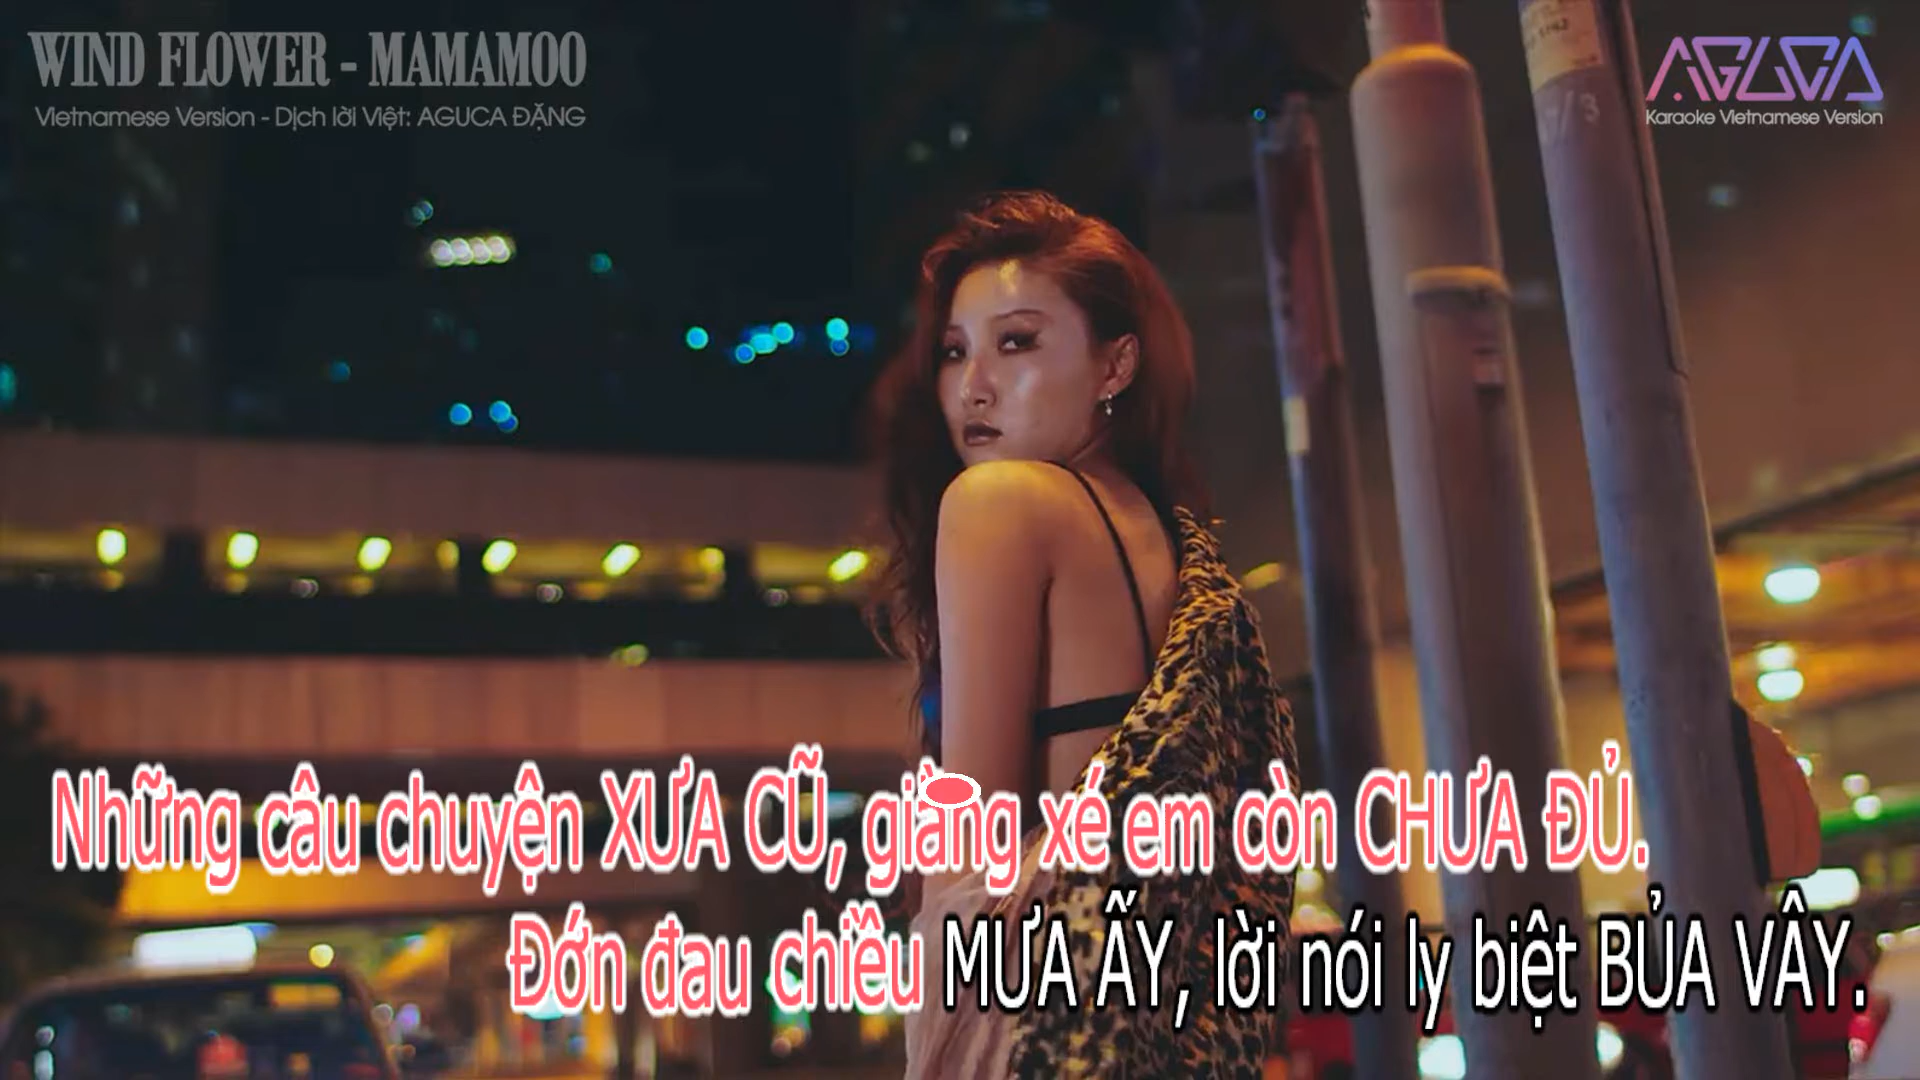 WIND FLOWER - MAMAMOO
Vietnamese Version - Dịch lời Việt: AGUCA ĐẶNG
AGUCA
Karaoke Vietnamese Version
Những câu chuyện XƯA CŨ, giằng xé em còn CHƯA ĐỦ.
Đớn đau chiều MƯA ẤY, lời nói ly biệt BỦA VÂY.